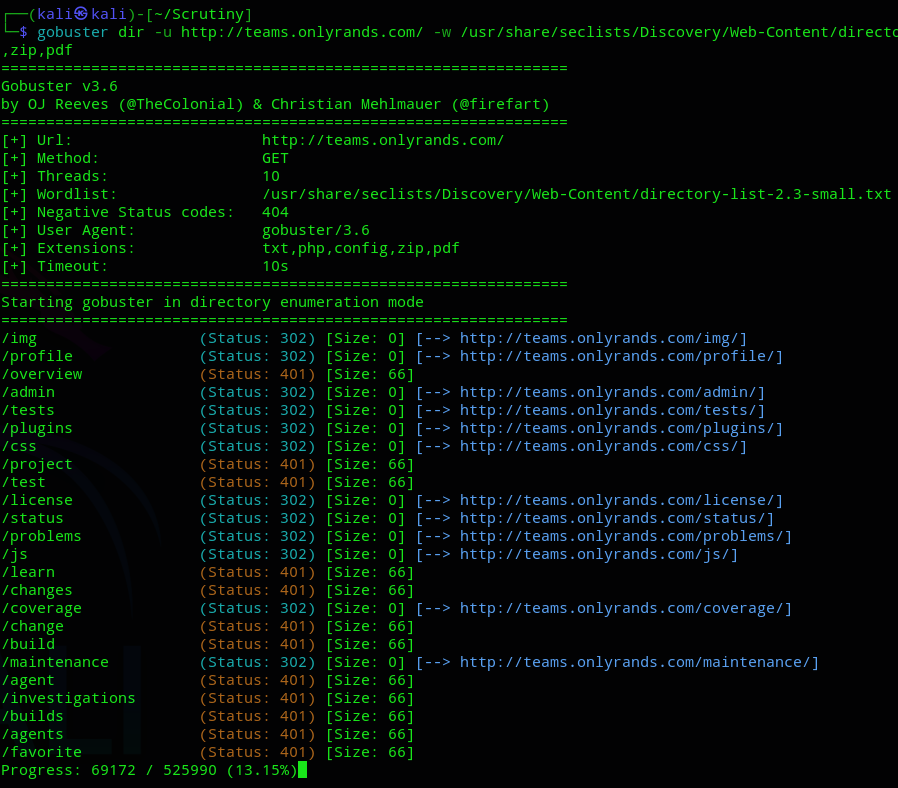 ┌──(kali㉿kali)-[~/Scrutiny]
└─$ gobuster dir -u http://teams.onlyrands.com/ -w /usr/share/seclists/Discovery/Web-Content/directo
,zip,pdf
===============================================================
Gobuster v3.6
by OJ Reeves (@TheColonial) & Christian Mehlmauer (@firefart)
===============================================================
[+] Url:                     http://teams.onlyrands.com/
[+] Method:                  GET
[+] Threads:                 10
[+] Wordlist:                /usr/share/seclists/Discovery/Web-Content/directory-list-2.3-small.txt
[+] Negative Status codes:   404
[+] User Agent:              gobuster/3.6
[+] Extensions:              txt,php,config,zip,pdf
[+] Timeout:                 10s
===============================================================
Starting gobuster in directory enumeration mode
===============================================================
/img                  (Status: 302) [Size: 0] [--> http://teams.onlyrands.com/img/]
/profile              (Status: 302) [Size: 0] [--> http://teams.onlyrands.com/profile/]
/overview             (Status: 401) [Size: 66]
/admin                (Status: 302) [Size: 0] [--> http://teams.onlyrands.com/admin/]
/tests                (Status: 302) [Size: 0] [--> http://teams.onlyrands.com/tests/]
/plugins              (Status: 302) [Size: 0] [--> http://teams.onlyrands.com/plugins/]
/css                  (Status: 302) [Size: 0] [--> http://teams.onlyrands.com/css/]
/project              (Status: 401) [Size: 66]
/test                 (Status: 401) [Size: 66]
/license              (Status: 302) [Size: 0] [--> http://teams.onlyrands.com/license/]
/status               (Status: 302) [Size: 0] [--> http://teams.onlyrands.com/status/]
/problems             (Status: 302) [Size: 0] [--> http://teams.onlyrands.com/problems/]
/js                   (Status: 302) [Size: 0] [--> http://teams.onlyrands.com/js/]
/learn                (Status: 401) [Size: 66]
/changes              (Status: 401) [Size: 66]
/coverage             (Status: 302) [Size: 0] [--> http://teams.onlyrands.com/coverage/]
/change               (Status: 401) [Size: 66]
/build                (Status: 401) [Size: 66]
/maintenance          (Status: 302) [Size: 0] [--> http://teams.onlyrands.com/maintenance/]
/agent                (Status: 401) [Size: 66]
/investigations       (Status: 401) [Size: 66]
/builds               (Status: 401) [Size: 66]
/agents               (Status: 401) [Size: 66]
/favorite             (Status: 401) [Size: 66]
Progress: 69172 / 525990 (13.15%)